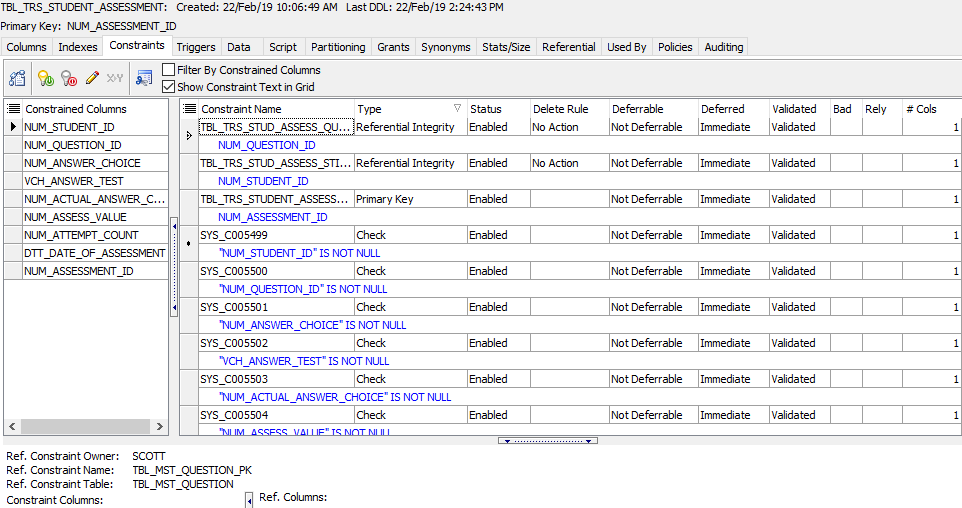 TBL_TRS_STUDENT_ASSESSMENT: Created: 22/Feb/19 10:06:49 AM Last DDL: 22/Feb/19 2:24:43 PM
Primary Key: NUM_ASSESSMENT_ID
Columns Indexes Constraints Triggers Data Script Partitioning Grants Synonyms Stats/Size Referential Used By Policies Auditing
Filter By Constrained Columns
Show Constraint Text in Grid
Constrained Columns
NUM_STUDENT_ID
NUM_QUESTION_ID
NUM_ANSWER_CHOICE
VCH_ANSWER_TEST
NUM_ACTUAL_ANSWER_C...
NUM_ASSESS_VALUE
NUM_ATTEMPT_COUNT
DTT_DATE_OF_ASSESSMENT
NUM_ASSESSMENT_ID
Constraint Name Type Status Delete Rule Deferrable Deferred Validated Bad Rely # Cols
TBL_TRS_STUD_ASSESS_QU... Referential Integrity Enabled No Action Not Deferrable Immediate Validated 1
NUM_QUESTION_ID
TBL_TRS_STUD_ASSESS_STI... Referential Integrity Enabled No Action Not Deferrable Immediate Validated 1
NUM_STUDENT_ID
TBL_TRS_STUDENT_ASSESS... Primary Key Enabled Not Deferrable Immediate Validated 1
NUM_ASSESSMENT_ID
SYS_C005499 Check Enabled Not Deferrable Immediate Validated 1
"NUM_STUDENT_ID" IS NOT NULL
SYS_C005500 Check Enabled Not Deferrable Immediate Validated 1
"NUM_QUESTION_ID" IS NOT NULL
SYS_C005501 Check Enabled Not Deferrable Immediate Validated 1
"NUM_ANSWER_CHOICE" IS NOT NULL
SYS_C005502 Check Enabled Not Deferrable Immediate Validated 1
"VCH_ANSWER_TEST" IS NOT NULL
SYS_C005503 Check Enabled Not Deferrable Immediate Validated 1
"NUM_ACTUAL_ANSWER_CHOICE" IS NOT NULL
SYS_C005504 Check Enabled Not Deferrable Immediate Validated 1
"NUM_ASSESS_VALUE" IS NOT NULL
Ref. Constraint Owner: SCOTT
Ref. Constraint Name: TBL_MST_QUESTION_PK
Ref. Constraint Table: TBL_MST_QUESTION
Constraint Columns: Ref. Columns: